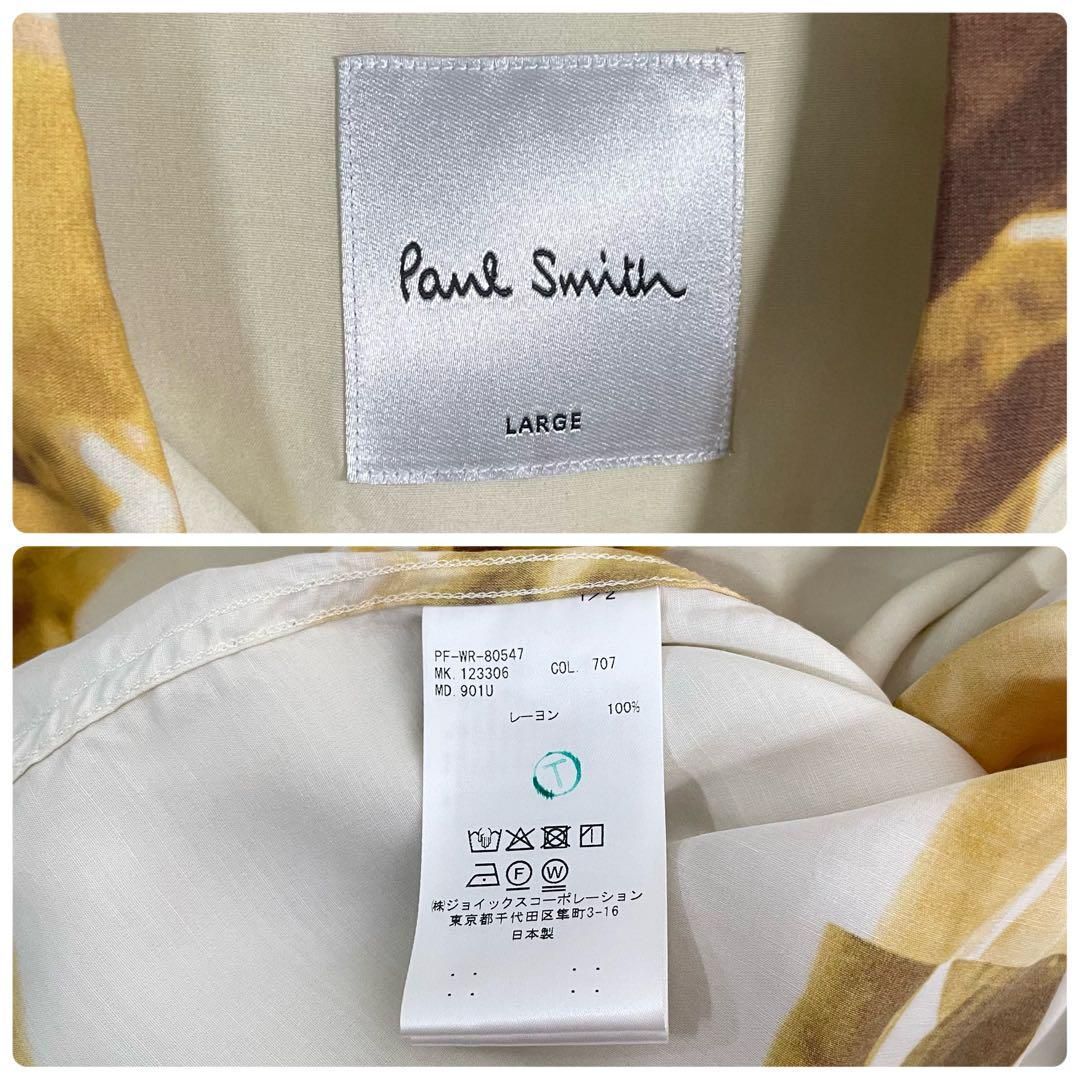 Paul Smith
LARGE
1/2
PF-WR-80547
MK.123306 COL. 707
MD.901U
レーヨン 100%
T
F W
㈱ジョイックスコーポレーション
東京都千代田区隼町3-16
日本製